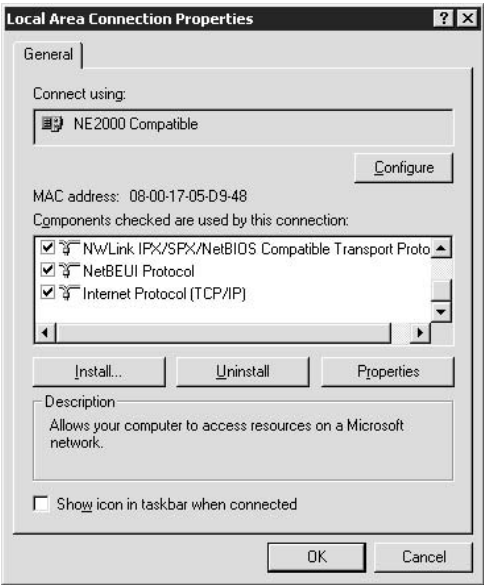 Local Area Connection Properties
General
Connect using:
NE2000 Compatible
Configure
MAC address: 08-00-17-05-D9-48
Components checked are used by this connection:
NWLink IPX/SPX/NetBIOS Compatible Transport Proto
NetBEUI Protocol
Internet Protocol (TCP/IP)
Install... Uninstall Properties
Description
Allows your computer to access resources on a Microsoft
network.
Show icon in taskbar when connected
OK Cancel